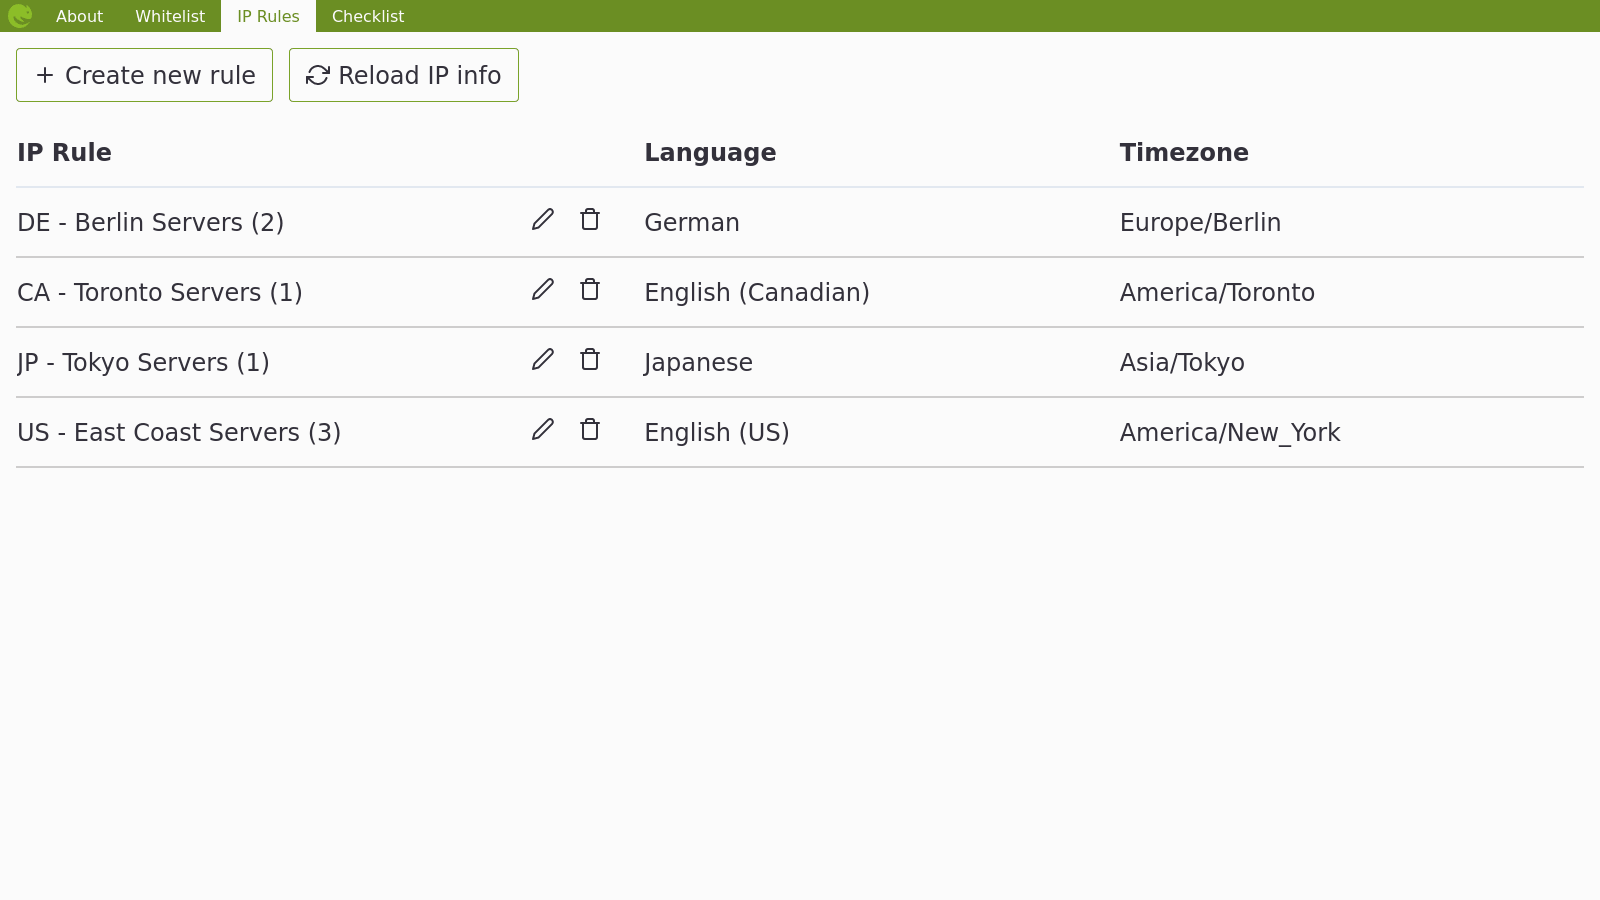 About Whitelist IP Rules Checklist
Create new rule Reload IP info
IP Rule Language Timezone
DE - Berlin Servers (2) German Europe/Berlin
CA - Toronto Servers (1) English (Canadian) America/Toronto
JP - Tokyo Servers (1) Japanese Asia/Tokyo
US - East Coast Servers (3) English (US) America/New_York